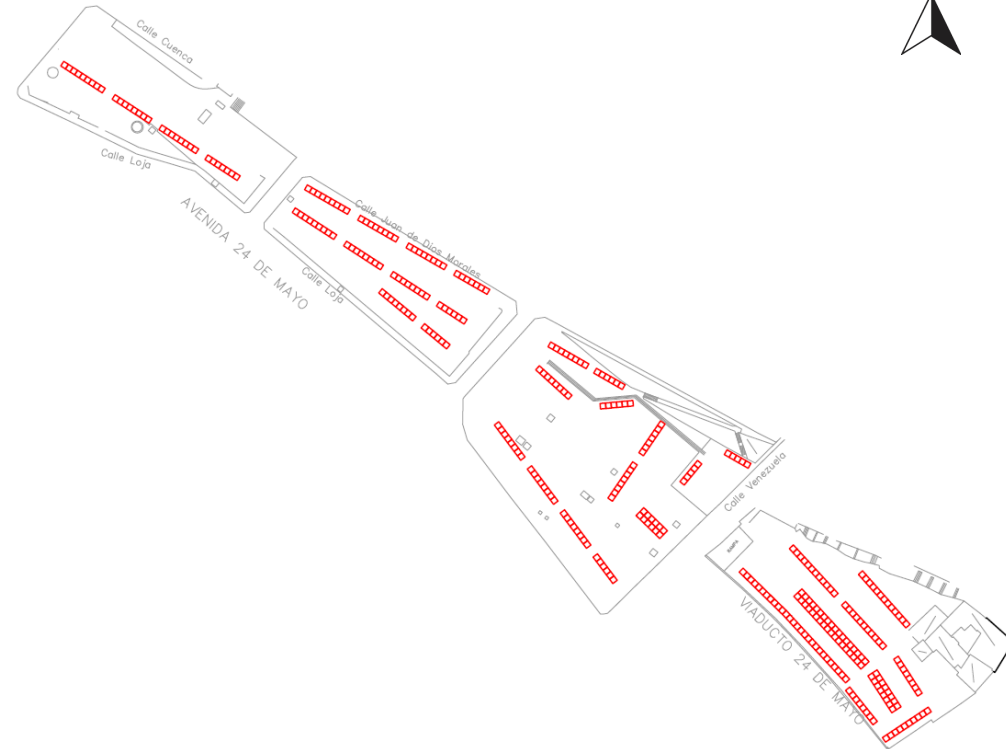 Calle Cuenca
Calle Loja
AVENIDA 24 DE MAYO
Calle Juan de Dios Morales
Calle Loja
Calle Venezuela
RAMPA
VIADUCTO 24 DE MAYO